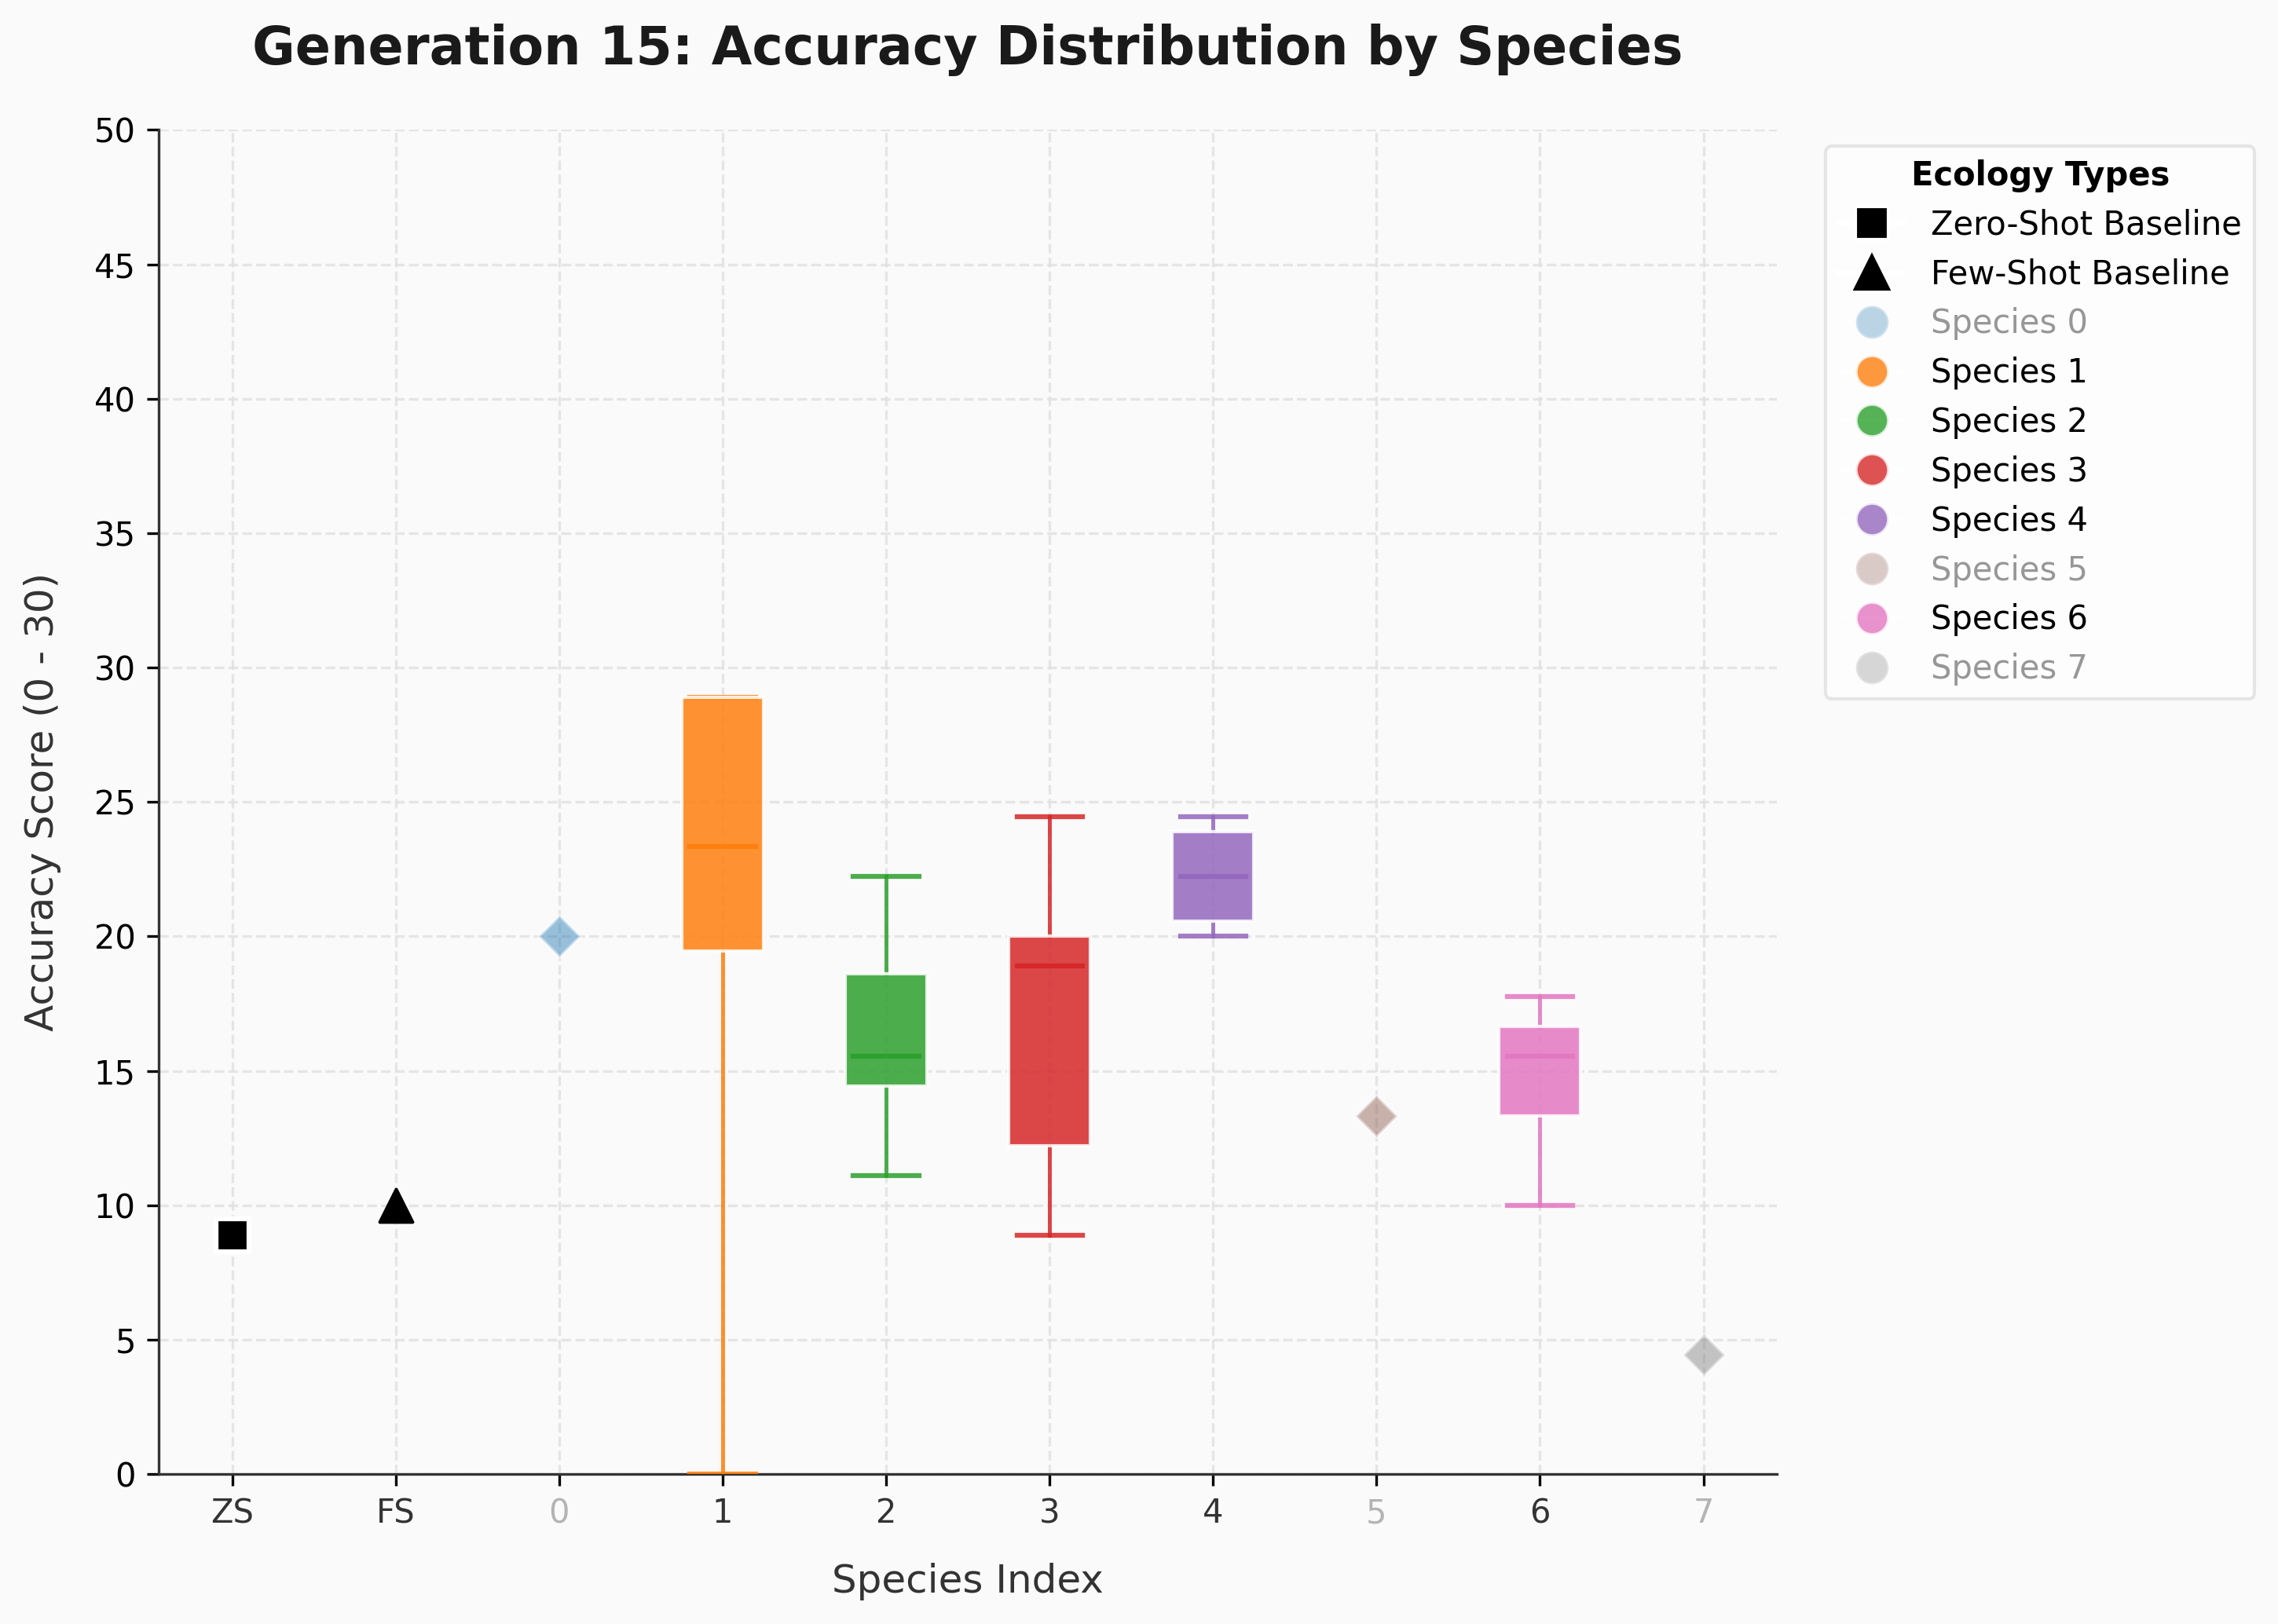 Generation 15: Accuracy Distribution by Species
Accuracy Score (0 - 30)
50
45
40
35
30
25
20
15
10
5
0
ZS FS 0 1 2 3 4 5 6 7
Species Index
Ecology Types
Zero-Shot Baseline
Few-Shot Baseline
Species 0
Species 1
Species 2
Species 3
Species 4
Species 5
Species 6
Species 7